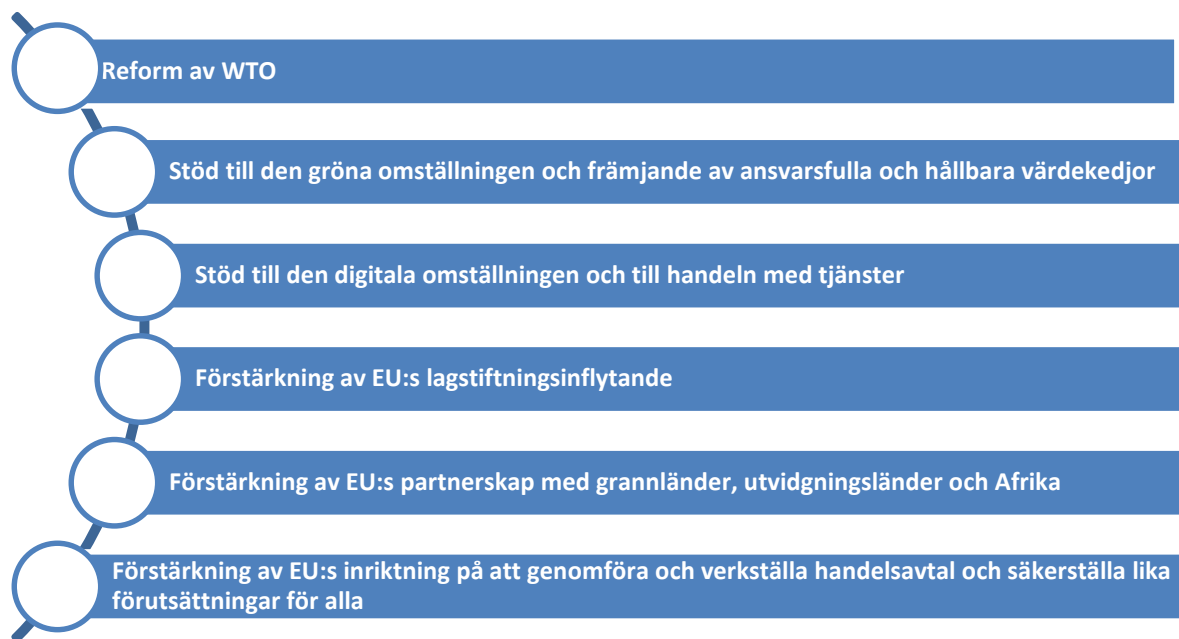 Reform av WTO
Stöd till den gröna omställningen och främjande av ansvarsfulla och hållbara värdekedjor
Stöd till den digitala omställningen och till handeln med tjänster
Förstärkning av EU:s lagstiftningsinflytande
Förstärkning av EU:s partnerskap med grannländer, utvidgningsländer och Afrika
Förstärkning av EU:s inriktning på att genomföra och verkställa handelsavtal och säkerställa lika
förutsättningar för alla